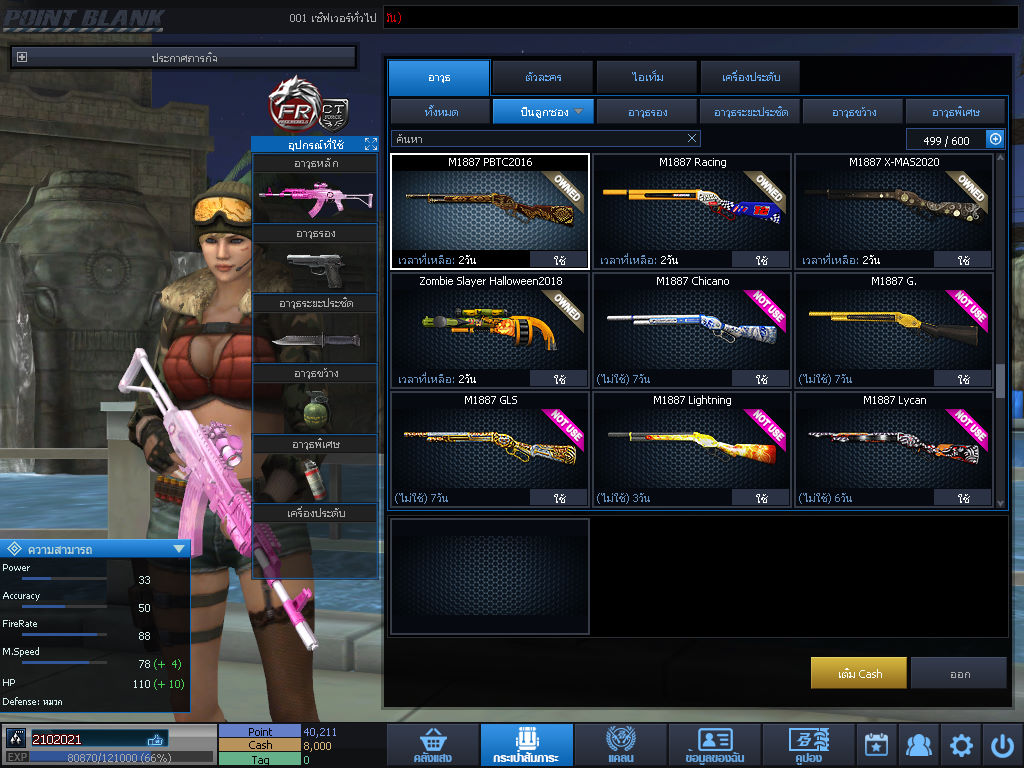 POINT BLANK
001 เซิฟเวอร์ทั่วไป
วัน)
ประกาศภารกิจ
FR
CT
FORCE
อุปกรณ์ที่ใช้
อาวุธหลัก
อาวุธรอง
อาวุธระยะประชิด
อาวุธขว้าง
อาวุธพิเศษ
เครื่องประดับ
อาวุธ ตัวละคร ไอเท็ม เครื่องประดับ
ทั้งหมด ปืนลูกซอง อาวุธรอง อาวุธระยะประชิด อาวุธขว้าง อาวุธพิเศษ
ค้นหา 499 / 600
M1887 PBTC2016 M1887 Racing M1887 X-MAS2020
OWNED OWNED OWNED
เวลาที่เหลือ: 2วัน ใช้ เวลาที่เหลือ: 2วัน ใช้ เวลาที่เหลือ: 2วัน ใช้
Zombie Slayer Halloween2018 M1887 Chicano M1887 G.
OWNED NOT USE NOT USE
เวลาที่เหลือ: 2วัน ใช้ (ไม่ใช้) 7วัน ใช้ (ไม่ใช้) 7วัน ใช้
M1887 GLS M1887 Lightning M1887 Lycan
NOT USE NOT USE NOT USE
(ไม่ใช้) 7วัน ใช้ (ไม่ใช้) 3วัน ใช้ (ไม่ใช้) 6วัน ใช้
ความสามารถ
Power
33
Accuracy
50
FireRate
88
M.Speed
78 (+ 4)
HP
110 (+ 10)
Defense: หมวก
เติม Cash ออก
2102021
EXP 80870/121000 (66%)
Point 40,211
Cash 8,000
Tag 0
คลังแสง กระเป๋าสัมภาระ แคลน ข้อมูลของฉัน คูปอง